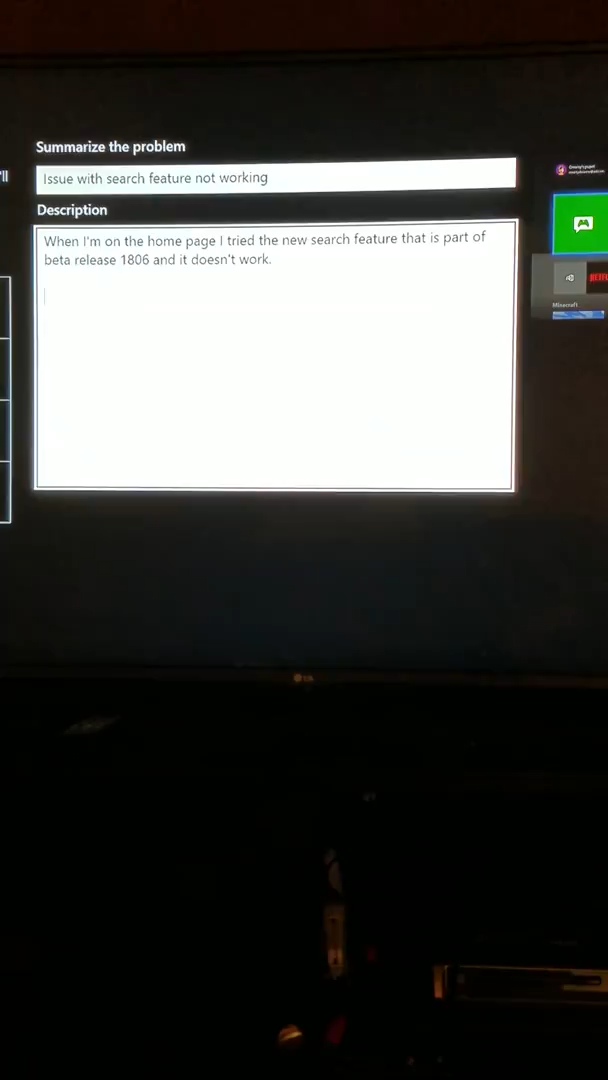 Summarize the problem
Issue with search feature not working
Description
When I'm on the home page I tried the new search feature that is part of
beta release 1806 and it doesn't work.
Minecraft
LG